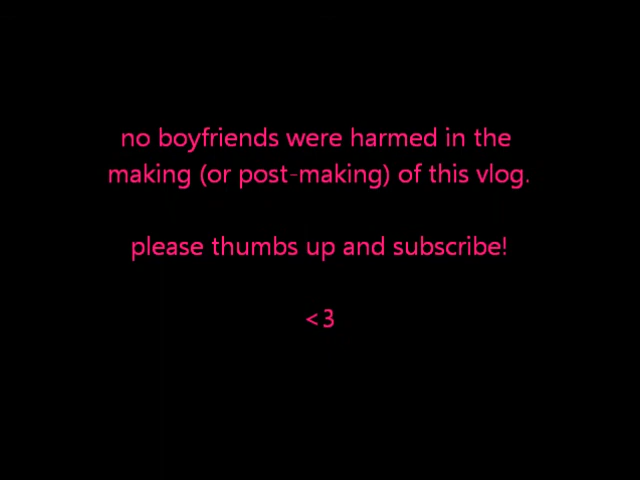 no boyfriends were harmed in the
making (or post-making) of this vlog.
please thumbs up and subscribe!
<3